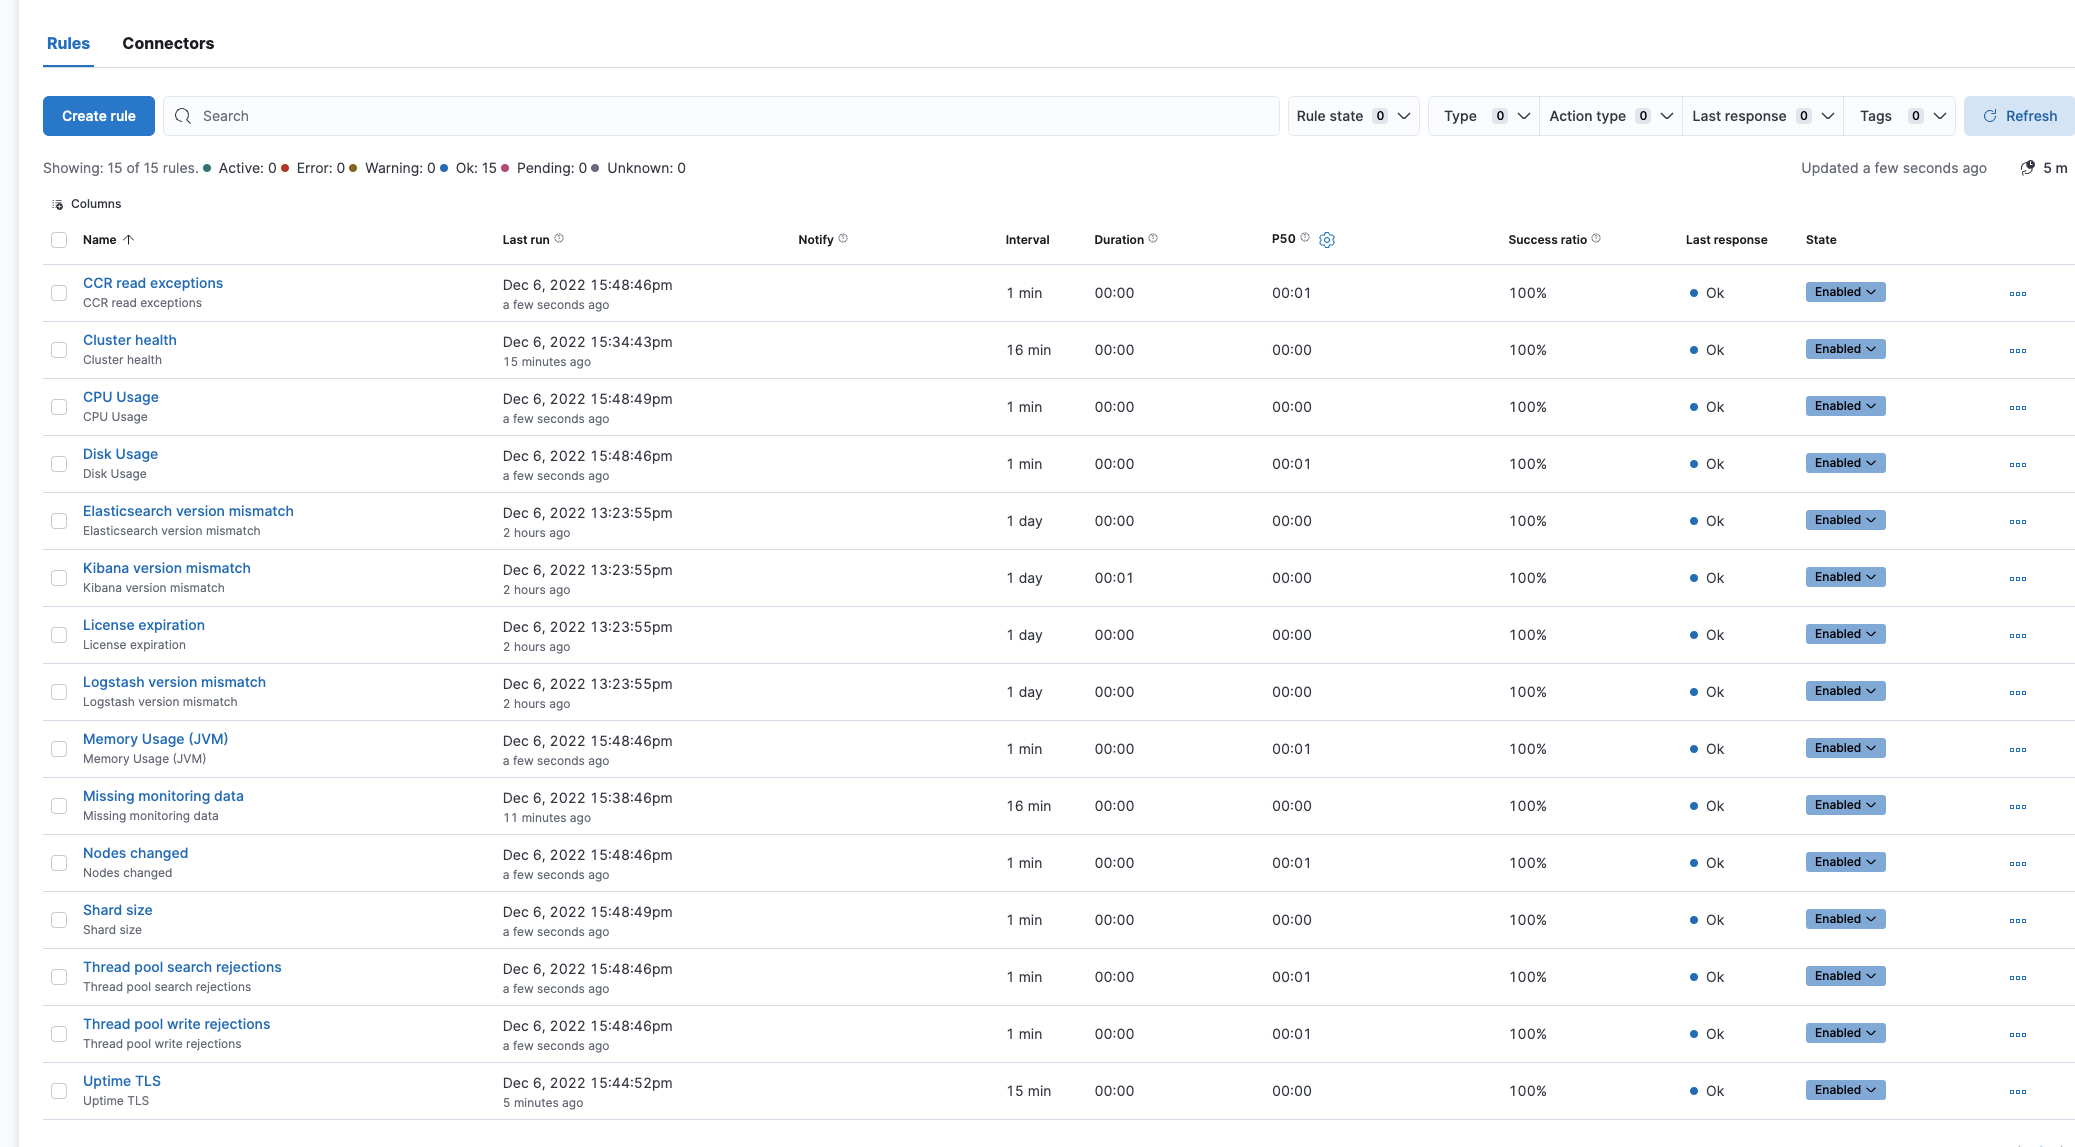 Rules Connectors
Create rule Search Rule state 0 Type 0 Action type 0 Last response 0 Tags 0 Refresh
Showing: 15 of 15 rules. Active: 0 Error: 0 Warning: 0 Ok: 15 Pending: 0 Unknown: 0 Updated a few seconds ago 5 m
Columns
Name Last run Notify Interval Duration P50 Success ratio Last response State
CCR read exceptions Dec 6, 2022 15:48:46pm 1 min 00:00 00:01 100% Ok Enabled
CCR read exceptions a few seconds ago
Cluster health Dec 6, 2022 15:34:43pm 16 min 00:00 00:00 100% Ok Enabled
Cluster health 15 minutes ago
CPU Usage Dec 6, 2022 15:48:49pm 1 min 00:00 00:00 100% Ok Enabled
CPU Usage a few seconds ago
Disk Usage Dec 6, 2022 15:48:46pm 1 min 00:00 00:01 100% Ok Enabled
Disk Usage a few seconds ago
Elasticsearch version mismatch Dec 6, 2022 13:23:55pm 1 day 00:00 00:00 100% Ok Enabled
Elasticsearch version mismatch 2 hours ago
Kibana version mismatch Dec 6, 2022 13:23:55pm 1 day 00:01 00:00 100% Ok Enabled
Kibana version mismatch 2 hours ago
License expiration Dec 6, 2022 13:23:55pm 1 day 00:00 00:00 100% Ok Enabled
License expiration 2 hours ago
Logstash version mismatch Dec 6, 2022 13:23:55pm 1 day 00:00 00:00 100% Ok Enabled
Logstash version mismatch 2 hours ago
Memory Usage (JVM) Dec 6, 2022 15:48:46pm 1 min 00:00 00:01 100% Ok Enabled
Memory Usage (JVM) a few seconds ago
Missing monitoring data Dec 6, 2022 15:38:46pm 16 min 00:00 00:00 100% Ok Enabled
Missing monitoring data 11 minutes ago
Nodes changed Dec 6, 2022 15:48:46pm 1 min 00:00 00:01 100% Ok Enabled
Nodes changed a few seconds ago
Shard size Dec 6, 2022 15:48:49pm 1 min 00:00 00:00 100% Ok Enabled
Shard size a few seconds ago
Thread pool search rejections Dec 6, 2022 15:48:46pm 1 min 00:00 00:01 100% Ok Enabled
Thread pool search rejections a few seconds ago
Thread pool write rejections Dec 6, 2022 15:48:46pm 1 min 00:00 00:01 100% Ok Enabled
Thread pool write rejections a few seconds ago
Uptime TLS Dec 6, 2022 15:44:52pm 15 min 00:00 00:00 100% Ok Enabled
Uptime TLS 5 minutes ago